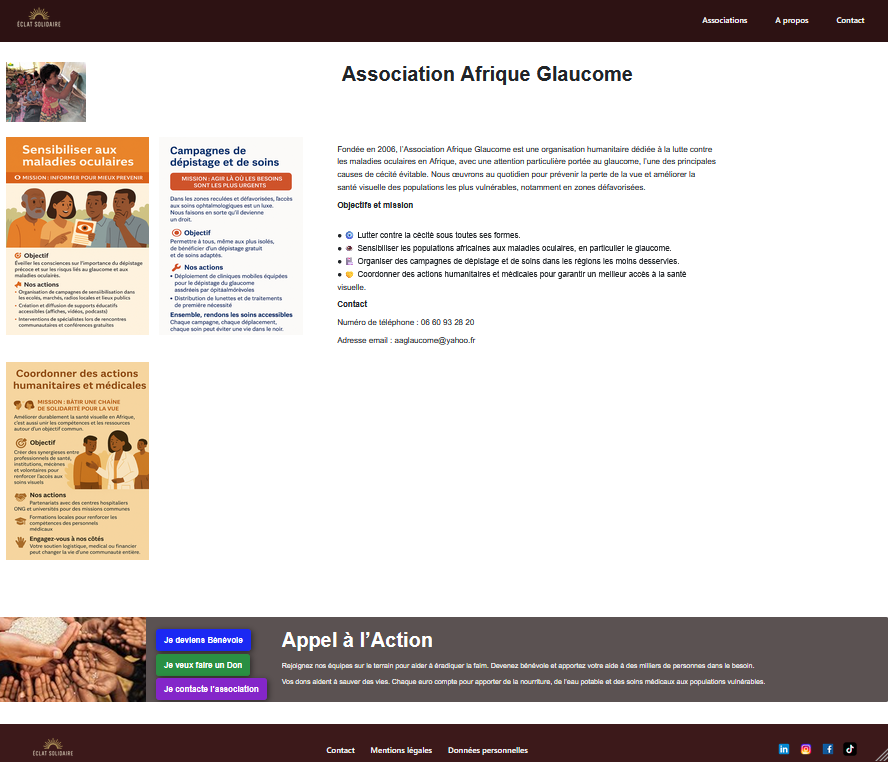 ÉCLAT SOLIDAIRE
Associations
A propos
Contact
Association Afrique Glaucome
Sensibiliser aux
maladies oculaires
MISSION : INFORMER POUR MIEUX PREVENIR
Objectif
Éveiller les consciences sur l'importance du dépistage
précoce et sur les risques liés au glaucome et aux
maladies oculaires.
Nos actions
• Organisation de campagnes de sensibilisation dans
les ecolés, marchés, radios locales et lieux publics
• Création et diffusion de supports éducatifs
accessibles (affiches, vidéos, podcasts)
• Interventions de spécialistes lors de rencontres
communautaires et conférences gratuites
Campagnes de
dépistage et de soins
MISSION : AGIR LÀ OÙ LES BESOINS
SONT LES PLUS URGENTS
Dans les zones reculées et défavorisées, l'accès
aux soins ophtalmologiques est un luxe.
Nous faisons en sorte qu'il devienne
un droit.
Objectif
Permettre à tous, même aux plus isolés,
de bénéficier d'un dépistage gratuit
et de soins adaptés.
Nos actions
• Déploiement de cliniques mobiles équipées
pour le dépistage du glaucome
assdréeis par ópitáalmórèvoles
• Distribution de lunettes et de traitements
de première nécessité
Ensemble, rendons les soins accessibles
Chaque campagne, chaque déplacement,
chaque soin peut éviter une vie dans le noir.
Fondée en 2006, l'Association Afrique Glaucome est une organisation humanitaire dédiée à la lutte contre
les maladies oculaires en Afrique, avec une attention particulière portée au glaucome, l'une des principales
causes de cécité évitable. Nous œuvrons au quotidien pour prévenir la perte de la vue et améliorer la
santé visuelle des populations les plus vulnérables, notamment en zones défavorisées.
Objectifs et mission
● 🎯 Lutter contre la cécité sous toutes ses formes.
● 👁 Sensibiliser les populations africaines aux maladies oculaires, en particulier le glaucome.
● Organiser des campagnes de dépistage et de soins dans les régions les moins desservies.
● Coordonner des actions humanitaires et médicales pour garantir un meilleur accès à la santé
visuelle.
Contact
Numéro de téléphone : 06 60 93 28 20
Adresse email : aaglaucome@yahoo.fr
Coordonner des actions
humanitaires et médicales
MISSION : BÂTIR UNE CHAÎNE
DE SOLIDARITÉ POUR LA VUE
Améliorer durablement la santé visuelle en Afrique,
c'est aussi unir les compétences et les ressources
autour d'un objectif commun.
Objectif
Créer des synergieses entre
professionnels de santé,
institutions, mécènes
et volontaires pour
renforcer l'accès aux
soins visuels
Nos actions
Partenariats avec des centres hospitaliers
ONG et universités pour des missions communes
Formations locales pour renforcer les
compétences des personnels
médicaux
Engagez-vous à nos côtés
Votre soutien logistique, medical ou financier
peut changer la vie d'une communauté entière.
Je deviens Bénévole
Je veux faire un Don
Je contacte l'association
Appel à l'Action
Rejoignez nos équipes sur le terrain pour aider à éradiquer la faim. Devenez bénévole et apportez votre aide à des milliers de personnes dans le besoin.
Vos dons aident à sauver des vies. Chaque euro compte pour apporter de la nourriture, de l'eau potable et des soins médicaux aux populations vulnérables.
ÉCLAT SOLIDAIRE
Contact
Mentions légales
Données personnelles